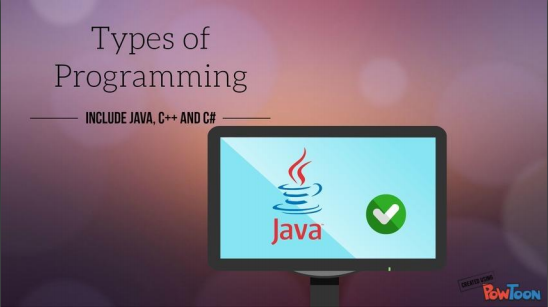 Types of
Programming
INCLUDE JAVA, C++ AND C#
Java
CREATED USING
POWTOON